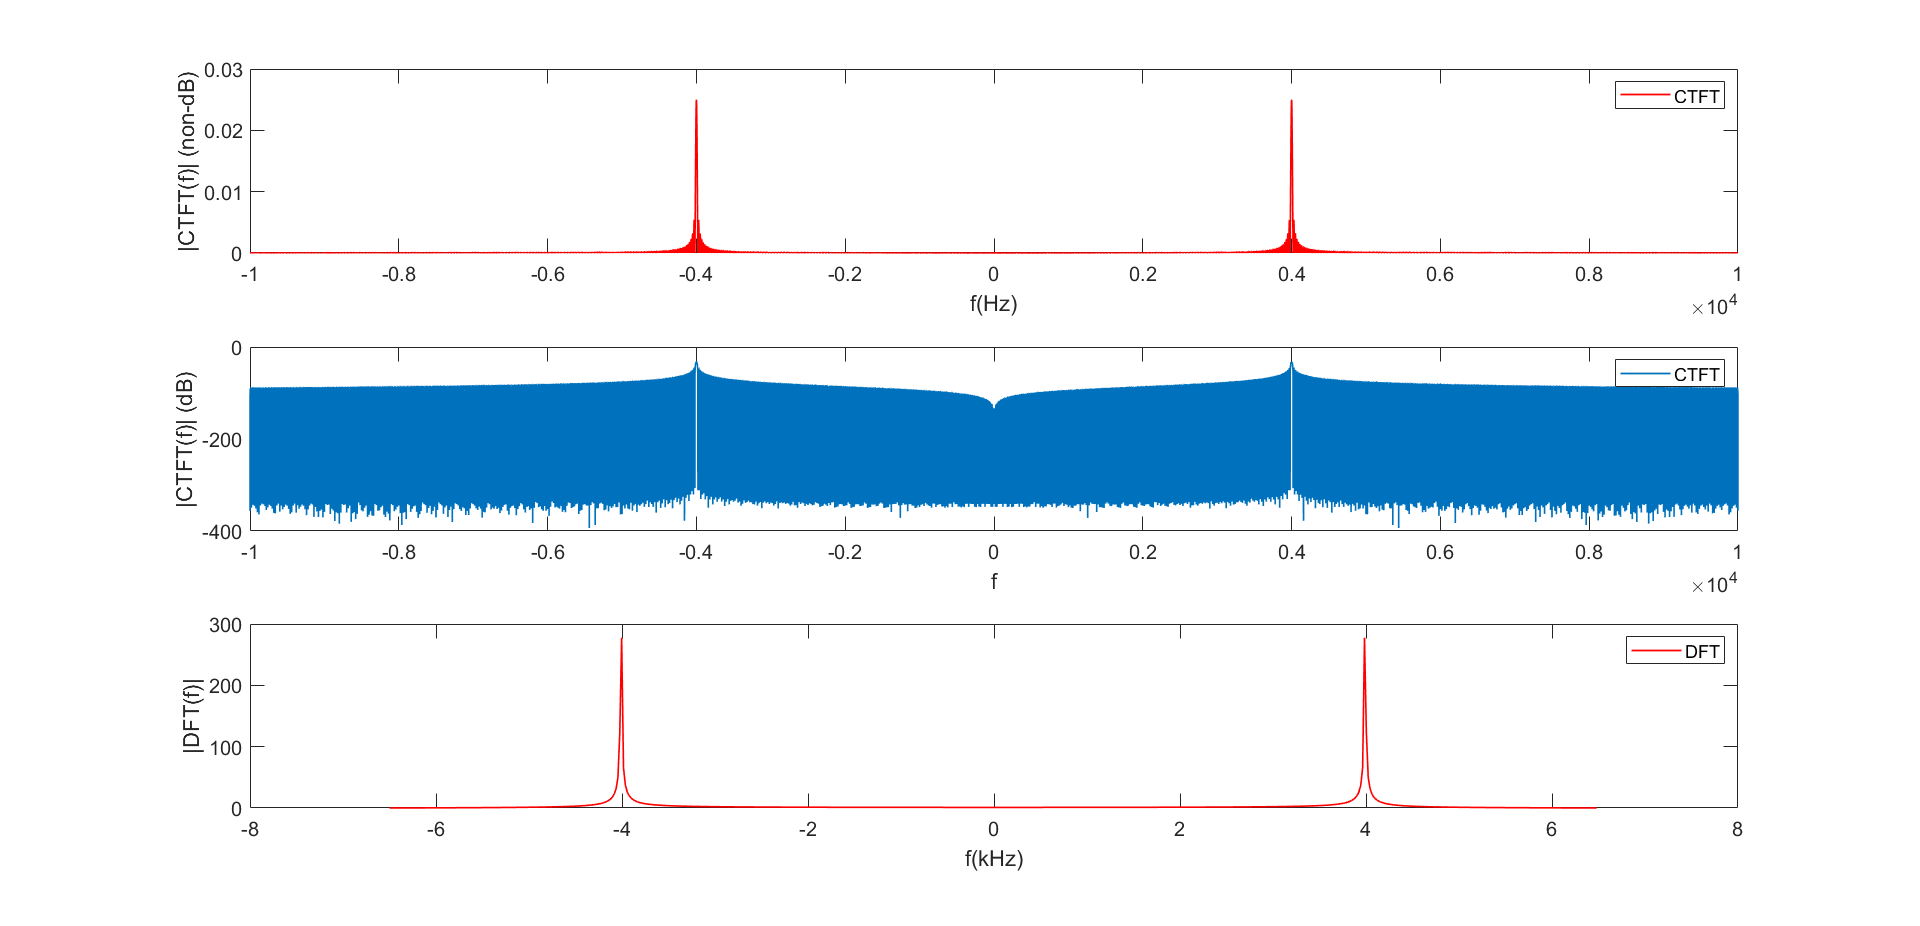 |CTFT(f)| (non-dB)
0.03
0.02
0.01
0
CTFT
-1 -0.8 -0.6 -0.4 -0.2 0 0.2 0.4 0.6 0.8 1
f(Hz)
×10^4
|CTFT(f)| (dB)
0
-200
-400
CTFT
-1 -0.8 -0.6 -0.4 -0.2 0 0.2 0.4 0.6 0.8 1
f
×10^4
|DFT(f)|
300
200
100
0
DFT
-8 -6 -4 -2 0 2 4 6 8
f(kHz)